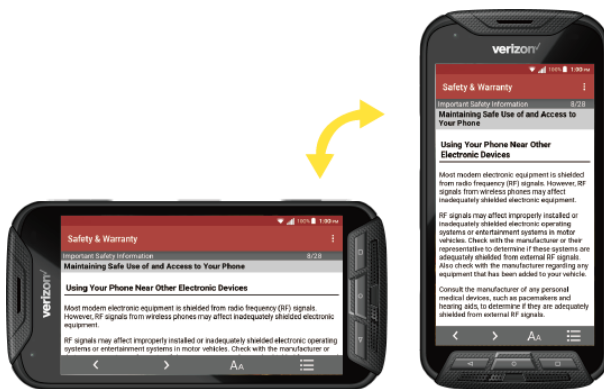 verizon✓
100% 1:00 PM
Safety & Warranty
Important Safety Information 8/28
Maintaining Safe Use of and Access to Your Phone
Using Your Phone Near Other Electronic Devices
Most modern electronic equipment is shielded from radio frequency (RF) signals.
However, RF signals from wireless phones may affect inadequately shielded electronic
equipment.
RF signals may affect improperly installed or inadequately shielded electronic operating
systems or entertainment systems in motor vehicles. Check with the manufacturer or
AA
verizon✓
100% 1:00 PM
Safety & Warranty
Important Safety Information 8/28
Maintaining Safe Use of and Access to
Your Phone
Using Your Phone Near Other
Electronic Devices
Most modern electronic equipment is shielded
from radio frequency (RF) signals. However, RF
signals from wireless phones may affect
inadequately shielded electronic equipment.
RF signals may affect improperly installed or
inadequately shielded electronic operating
systems or entertainment systems in motor
vehicles. Check with the manufacturer or their
representative to determine if these systems are
adequately shielded from external RF signals.
Also check with the manufacturer regarding any
equipment that has been added to your vehicle.
Consult the manufacturer of any personal
medical devices, such as pacemakers and
hearing aids, to determine if they are adequately
shielded from external RF signals.
AA